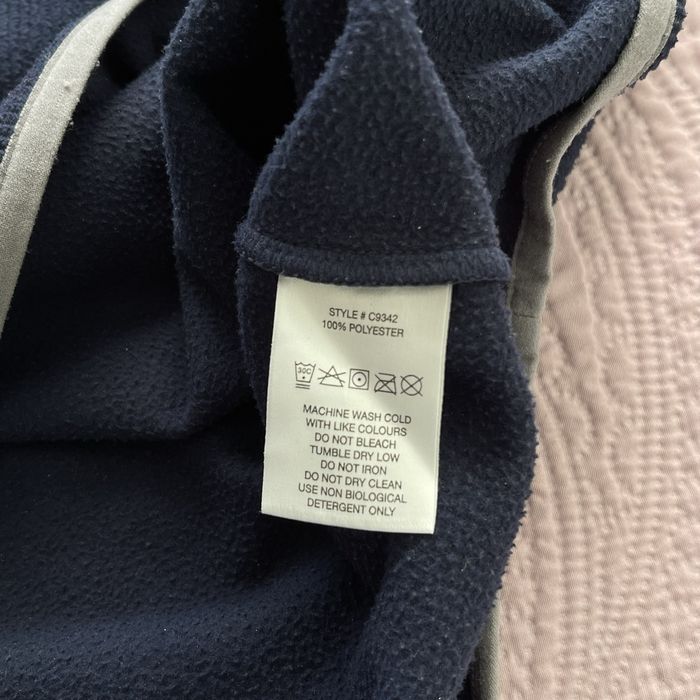 STYLE # C9342
100% POLYESTER
30C
MACHINE WASH COLD
WITH LIKE COLOURS
DO NOT BLEACH
TUMBLE DRY LOW
DO NOT IRON
DO NOT DRY CLEAN
USE NON BIOLOGICAL
DETERGENT ONLY